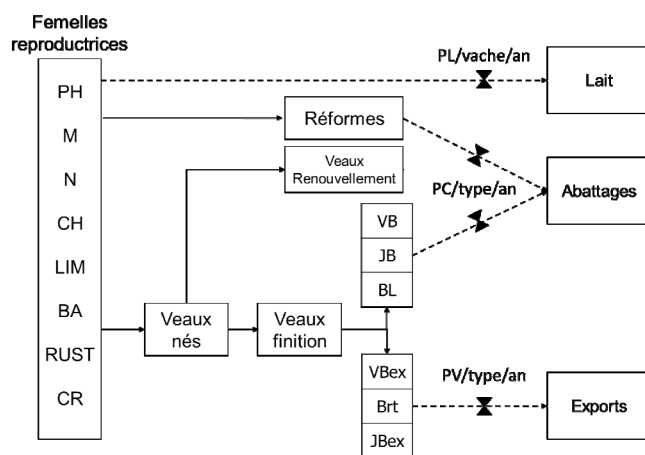 Femelles
reproductrices
PH
M
N
CH
LIM
BA
RUST
CR
PL/vache/an
Lait
Réformes
Veaux
Renouvellement
PC/type/an
Abattages
VB
JB
BL
Veaux
nés
Veaux
finition
VBex
Brt
JBex
PV/type/an
Exports